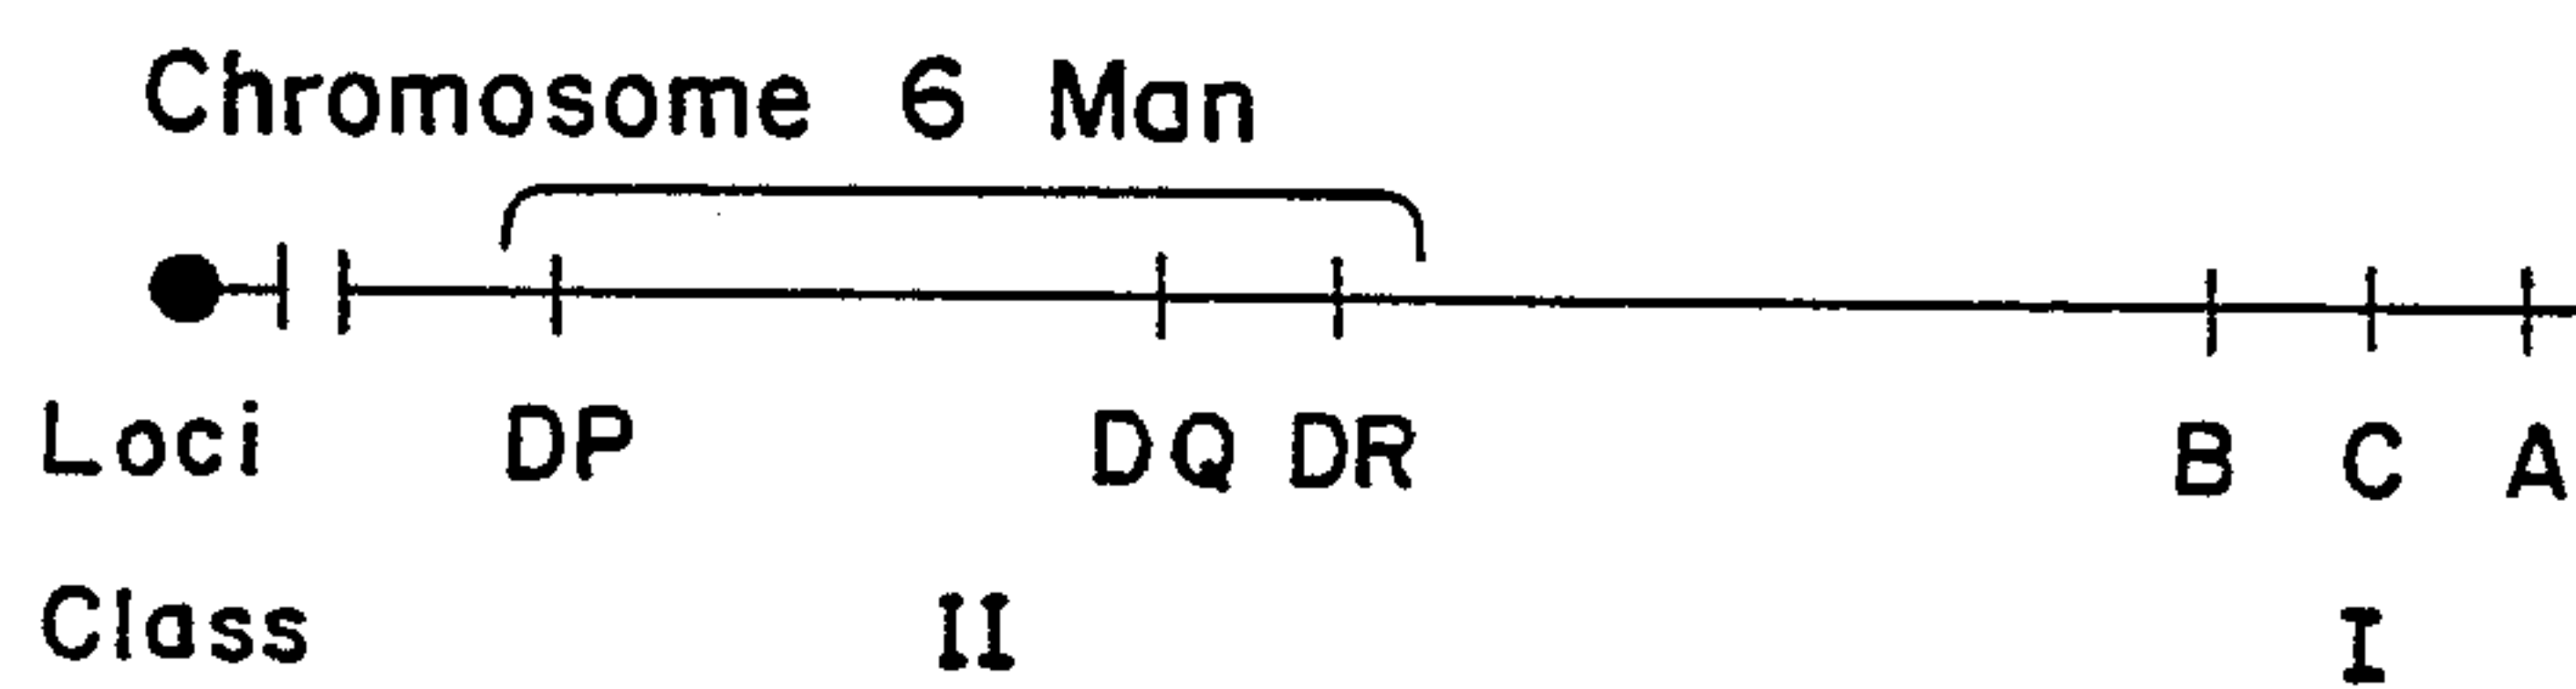 Chromosome 6 Man
Loci DP DQ DR B C A
Class II I